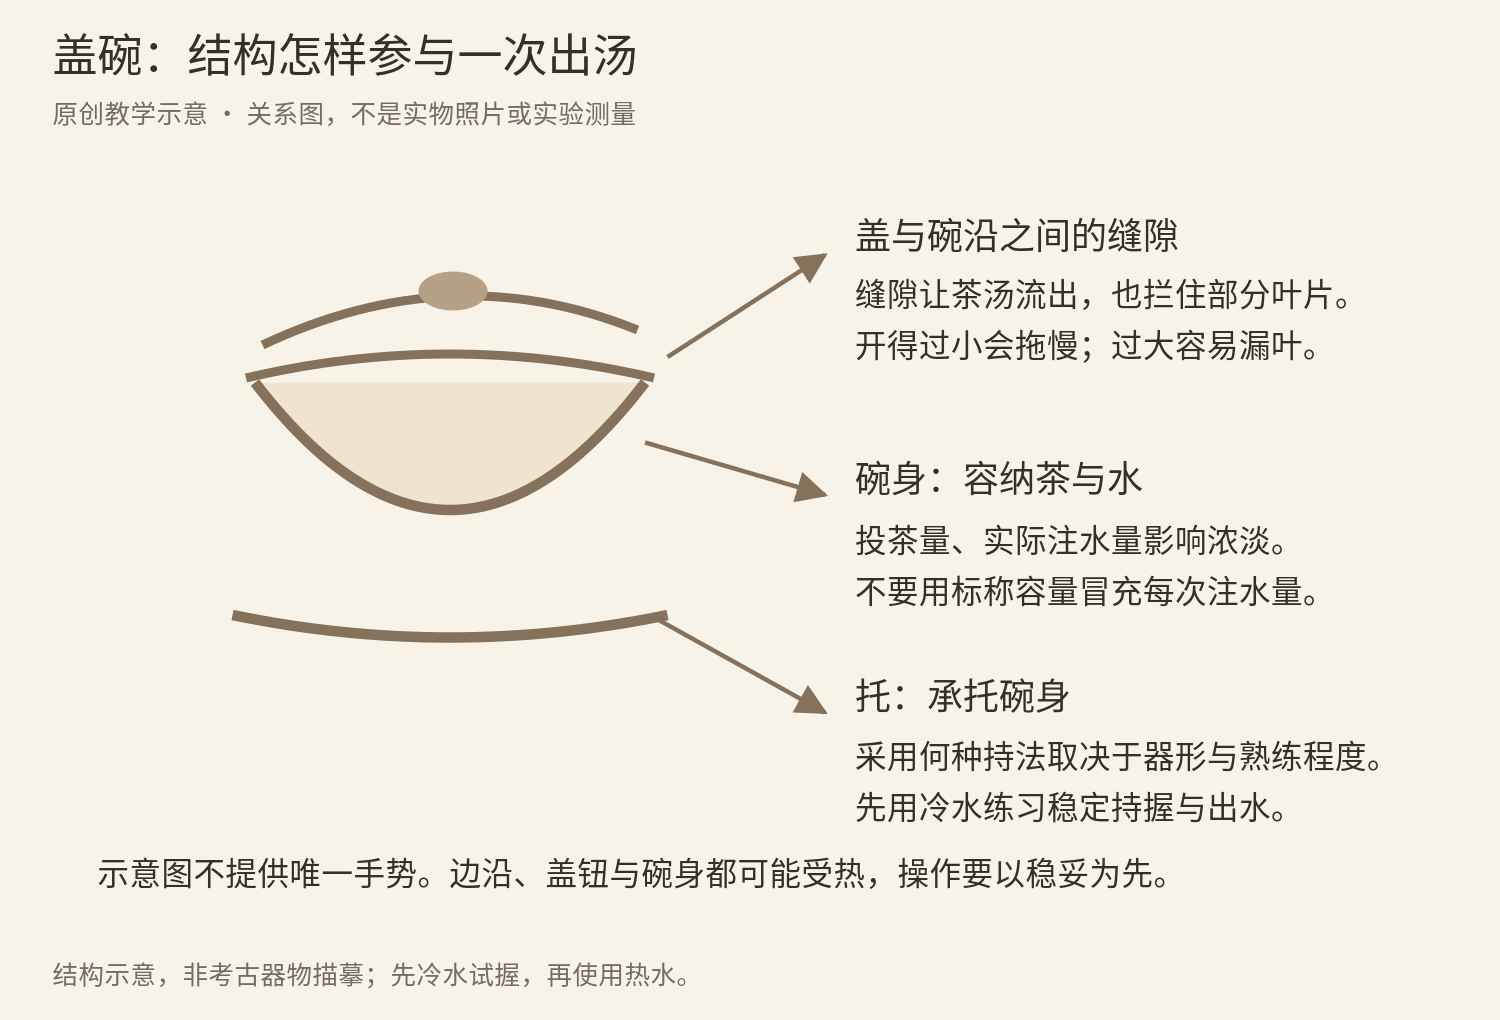 盖碗：结构怎样参与一次出汤
原创教学示意 · 关系图，不是实物照片或实验测量
盖与碗沿之间的缝隙
缝隙让茶汤流出，也拦住部分叶片。
开得过小会拖慢；过大容易漏叶。
碗身：容纳茶与水
投茶量、实际注水量影响浓淡。
不要用标称容量冒充每次注水量。
托：承托碗身
采用何种持法取决于器形与熟练程度。
先用冷水练习稳定持握与出水。
示意图不提供唯一手势。边沿、盖钮与碗身都可能受热，操作要以稳妥为先。
结构示意，非考古器物描摹；先冷水试握，再使用热水。